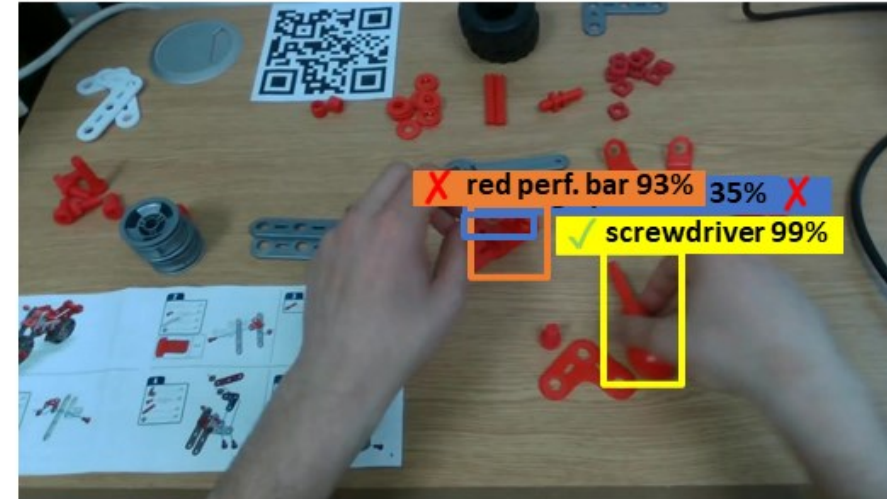 ✗ red perf. bar 93%
35% ✗
✓ screwdriver 99%